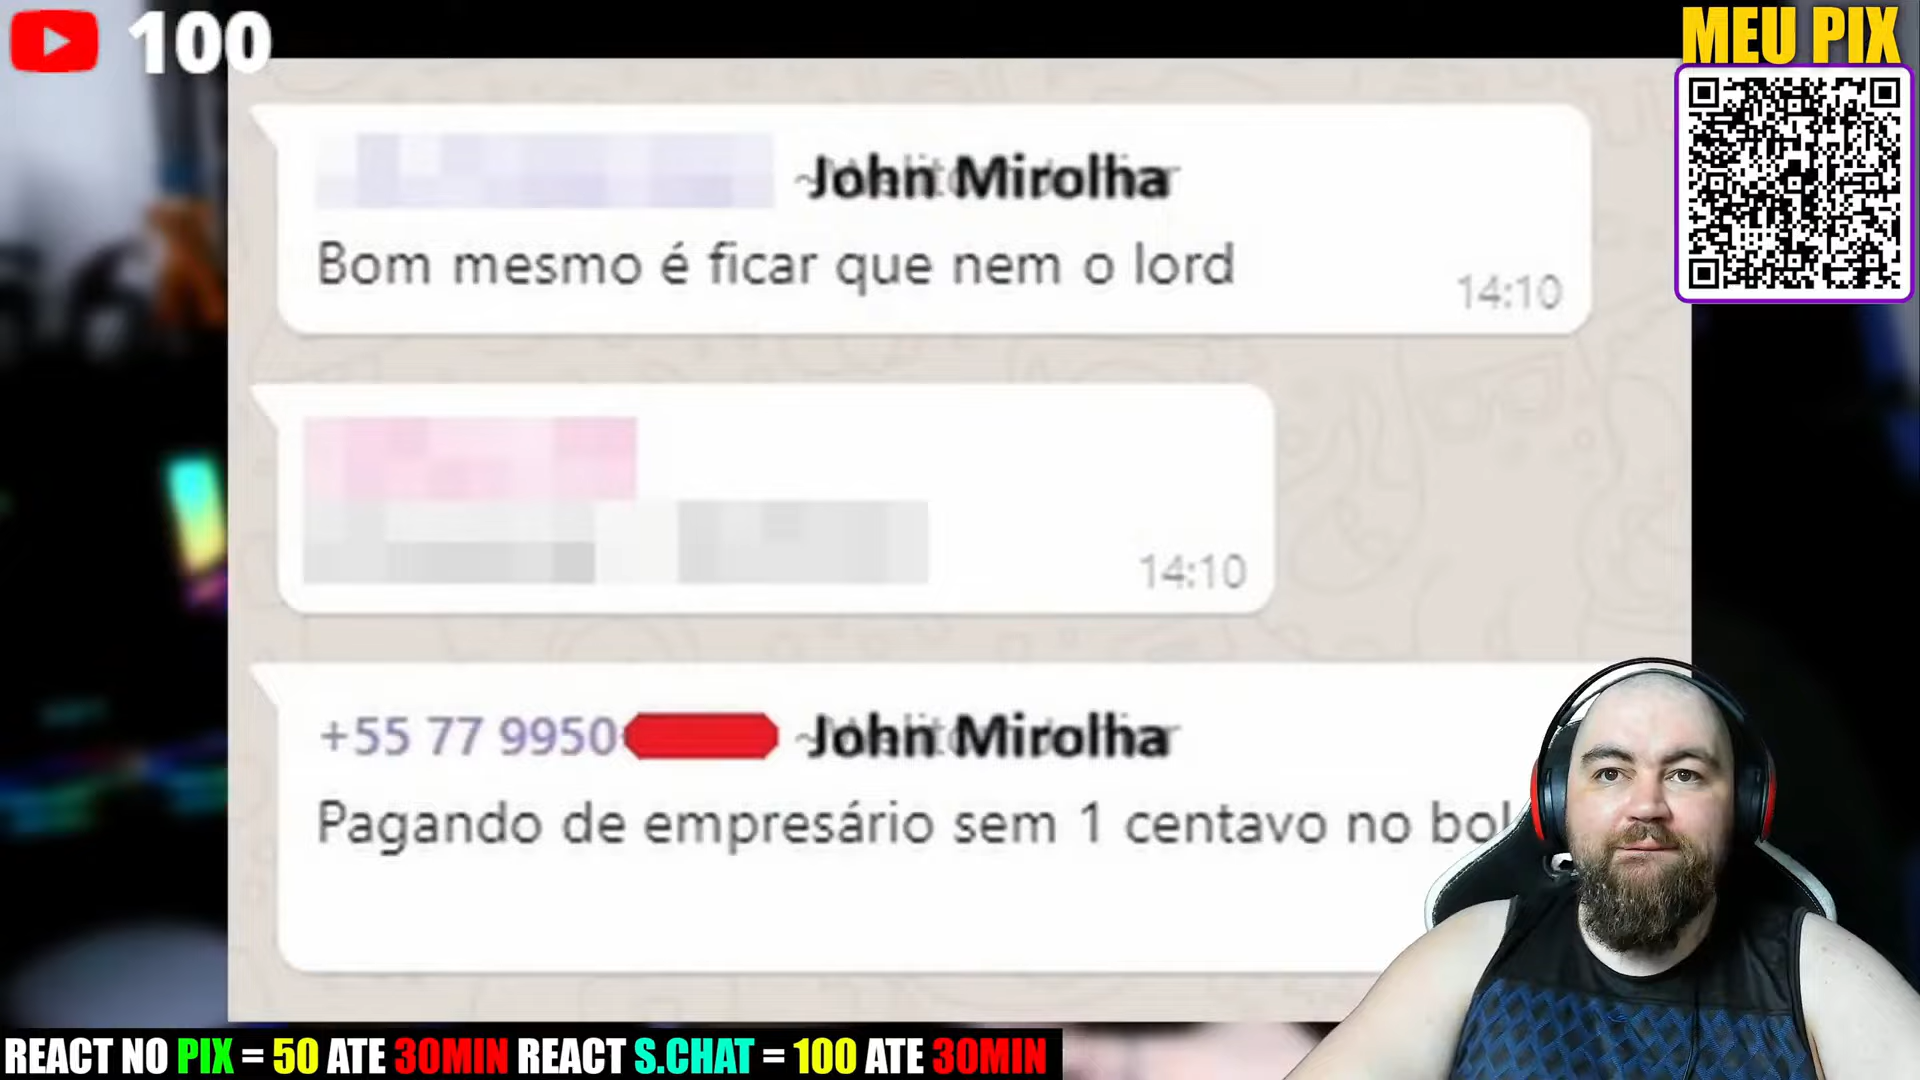 100
MEU PIX
~ John Mirolha
Bom mesmo é ficar que nem o lord
14:10
14:10
+55 77 9950
~ John Mirolha
Pagando de empresário sem 1 centavo no bol
REACT NO PIX = 50 ATE 30MIN REACT S.CHAT = 100 ATE 30MIN